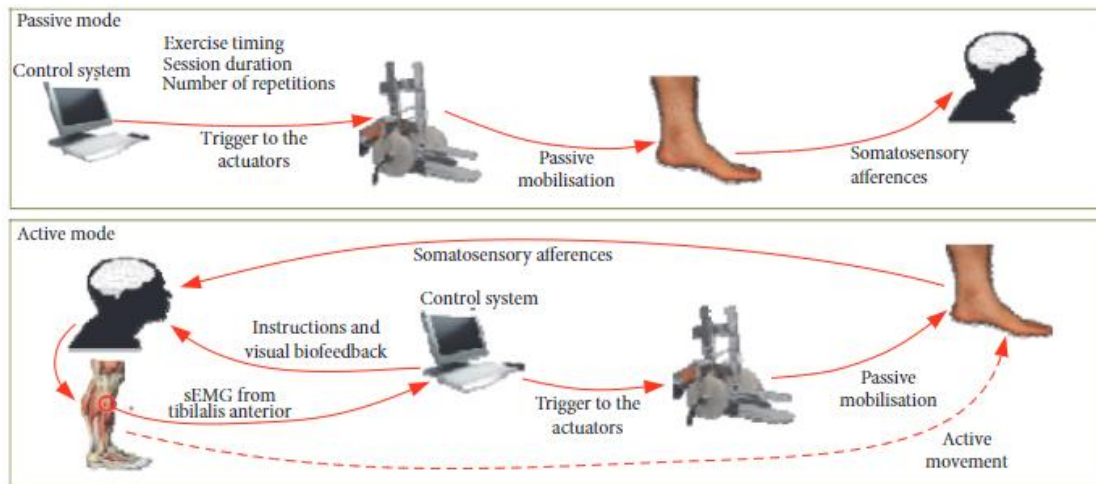 Passive mode
Control system
Exercise timing
Session duration
Number of repetitions
Trigger to the
actuators
Passive
mobilisation
Somatosensory
afferences
Active mode
Somatosensory afferences
Control system
Instructions and
visual biofeedback
sEMG from
tibilalis anterior
Trigger to the
actuators
Passive
mobilisation
Active
movement